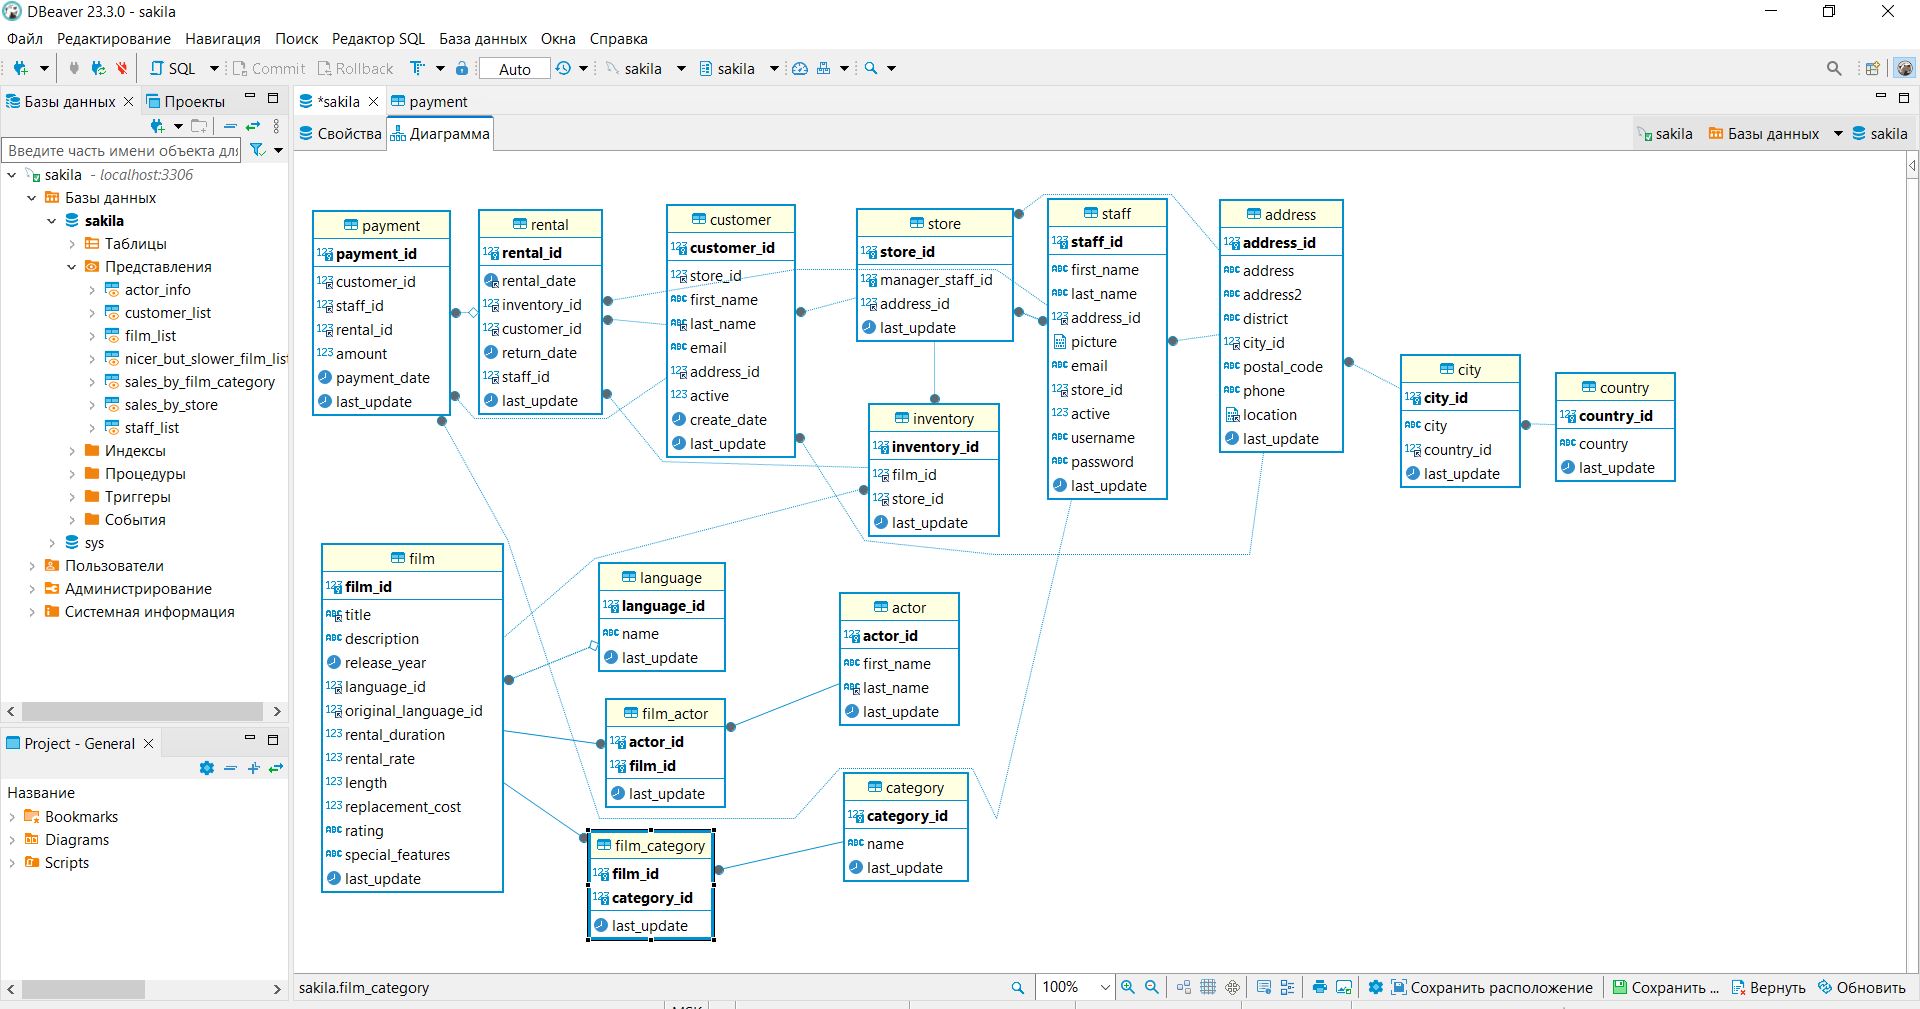 DBeaver 23.3.0 - sakila
Файл Редактирование Навигация Поиск Редактор SQL База данных Окна Справка
SQL Commit Rollback Auto sakila sakila
Базы данных Проекты
Введите часть имени объекта для
sakila - localhost:3306
Базы данных
sakila
Таблицы
Представления
actor_info
customer_list
film_list
nicer_but_slower_film_list
sales_by_film_category
sales_by_store
staff_list
Индексы
Процедуры
Триггеры
События
sys
Пользователи
Администрирование
Системная информация
Project - General
Название
Bookmarks
Diagrams
Scripts
*sakila payment
Свойства Диаграмма
sakila Базы данных sakila
payment
payment_id
customer_id
staff_id
rental_id
amount
payment_date
last_update
rental
rental_id
rental_date
inventory_id
customer_id
return_date
staff_id
last_update
customer
customer_id
store_id
first_name
last_name
email
address_id
active
create_date
last_update
store
store_id
manager_staff_id
address_id
last_update
staff
staff_id
first_name
last_name
address_id
picture
email
store_id
active
username
password
last_update
address
address_id
address
address2
district
city_id
postal_code
phone
location
last_update
city
city_id
city
country_id
last_update
country
country_id
country
last_update
inventory
inventory_id
film_id
store_id
last_update
film
film_id
title
description
release_year
language_id
original_language_id
rental_duration
rental_rate
length
replacement_cost
rating
special_features
last_update
language
language_id
name
last_update
actor
actor_id
first_name
last_name
last_update
film_actor
actor_id
film_id
last_update
category
category_id
name
last_update
film_category
film_id
category_id
last_update
sakila.film_category
100%
Сохранить расположение
Сохранить ...
Вернуть
Обновить